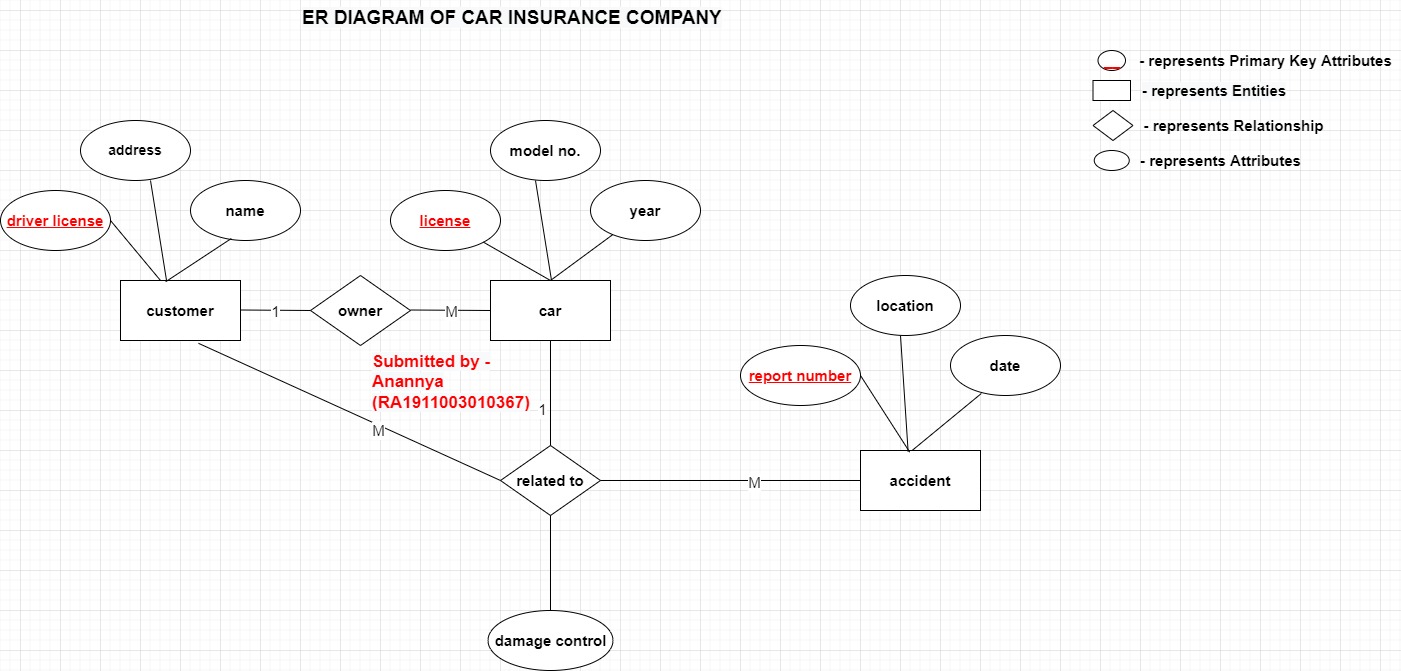 ER DIAGRAM OF CAR INSURANCE COMPANY
- represents Primary Key Attributes
- represents Entities
- represents Relationship
- represents Attributes
address
name
driver license
model no.
license
year
customer
1
owner
M
car
Submitted by -
Anannya
(RA1911003010367)
1
M
location
date
report number
related to
M
accident
damage control